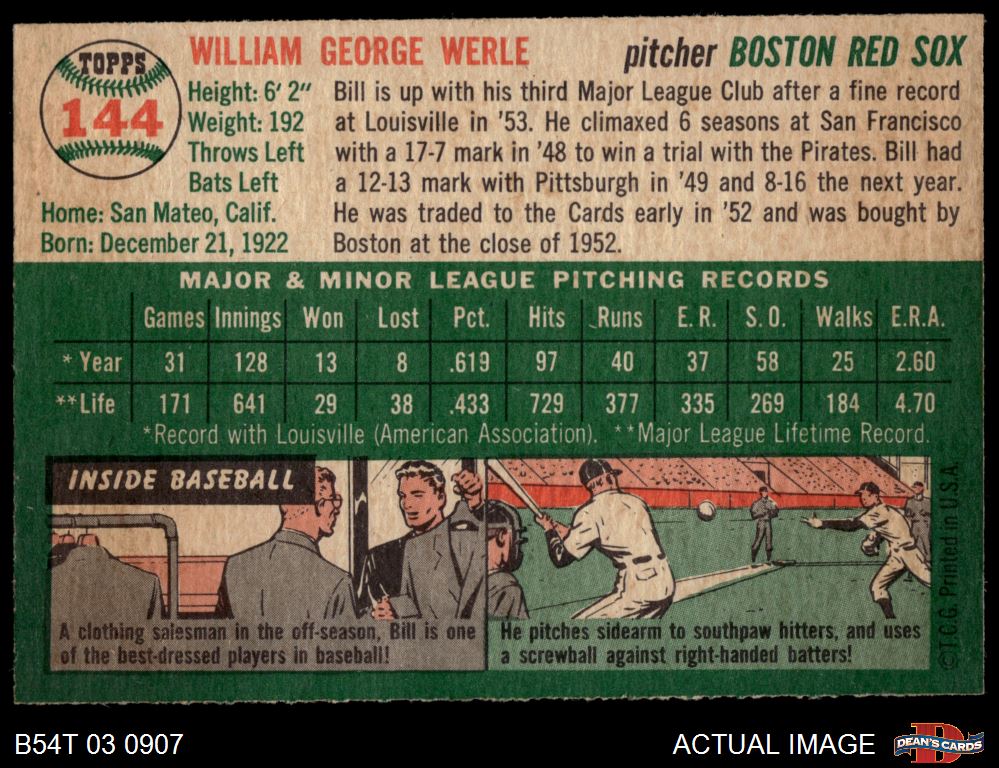 TOPPS
144
WILLIAM GEORGE WERLE
pitcher BOSTON RED SOX
Height: 6' 2"
Weight: 192
Throws Left
Bats Left
Home: San Mateo, Calif.
Born: December 21, 1922
Bill is up with his third Major League Club after a fine record
at Louisville in '53. He climaxed 6 seasons at San Francisco
with a 17-7 mark in '48 to win a trial with the Pirates. Bill had
a 12-13 mark with Pittsburgh in '49 and 8-16 the next year.
He was traded to the Cards early in '52 and was bought by
Boston at the close of 1952.
MAJOR & MINOR LEAGUE PITCHING RECORDS
Games Innings Won Lost Pct. Hits Runs E. R. S. O. Walks E.R.A.
* Year 31 128 13 8 .619 97 40 37 58 25 2.60
**Life 171 641 29 38 .433 729 377 335 269 184 4.70
*Record with Louisville (American Association). **Major League Lifetime Record.
INSIDE BASEBALL
A clothing salesman in the off-season, Bill is one
of the best-dressed players in baseball!
He pitches sidearm to southpaw hitters, and uses
a screwball against right-handed batters!
©T.C.G. Printed in U.S.A.
B54T 03 0907
ACTUAL IMAGE
DEAN'S CARDS